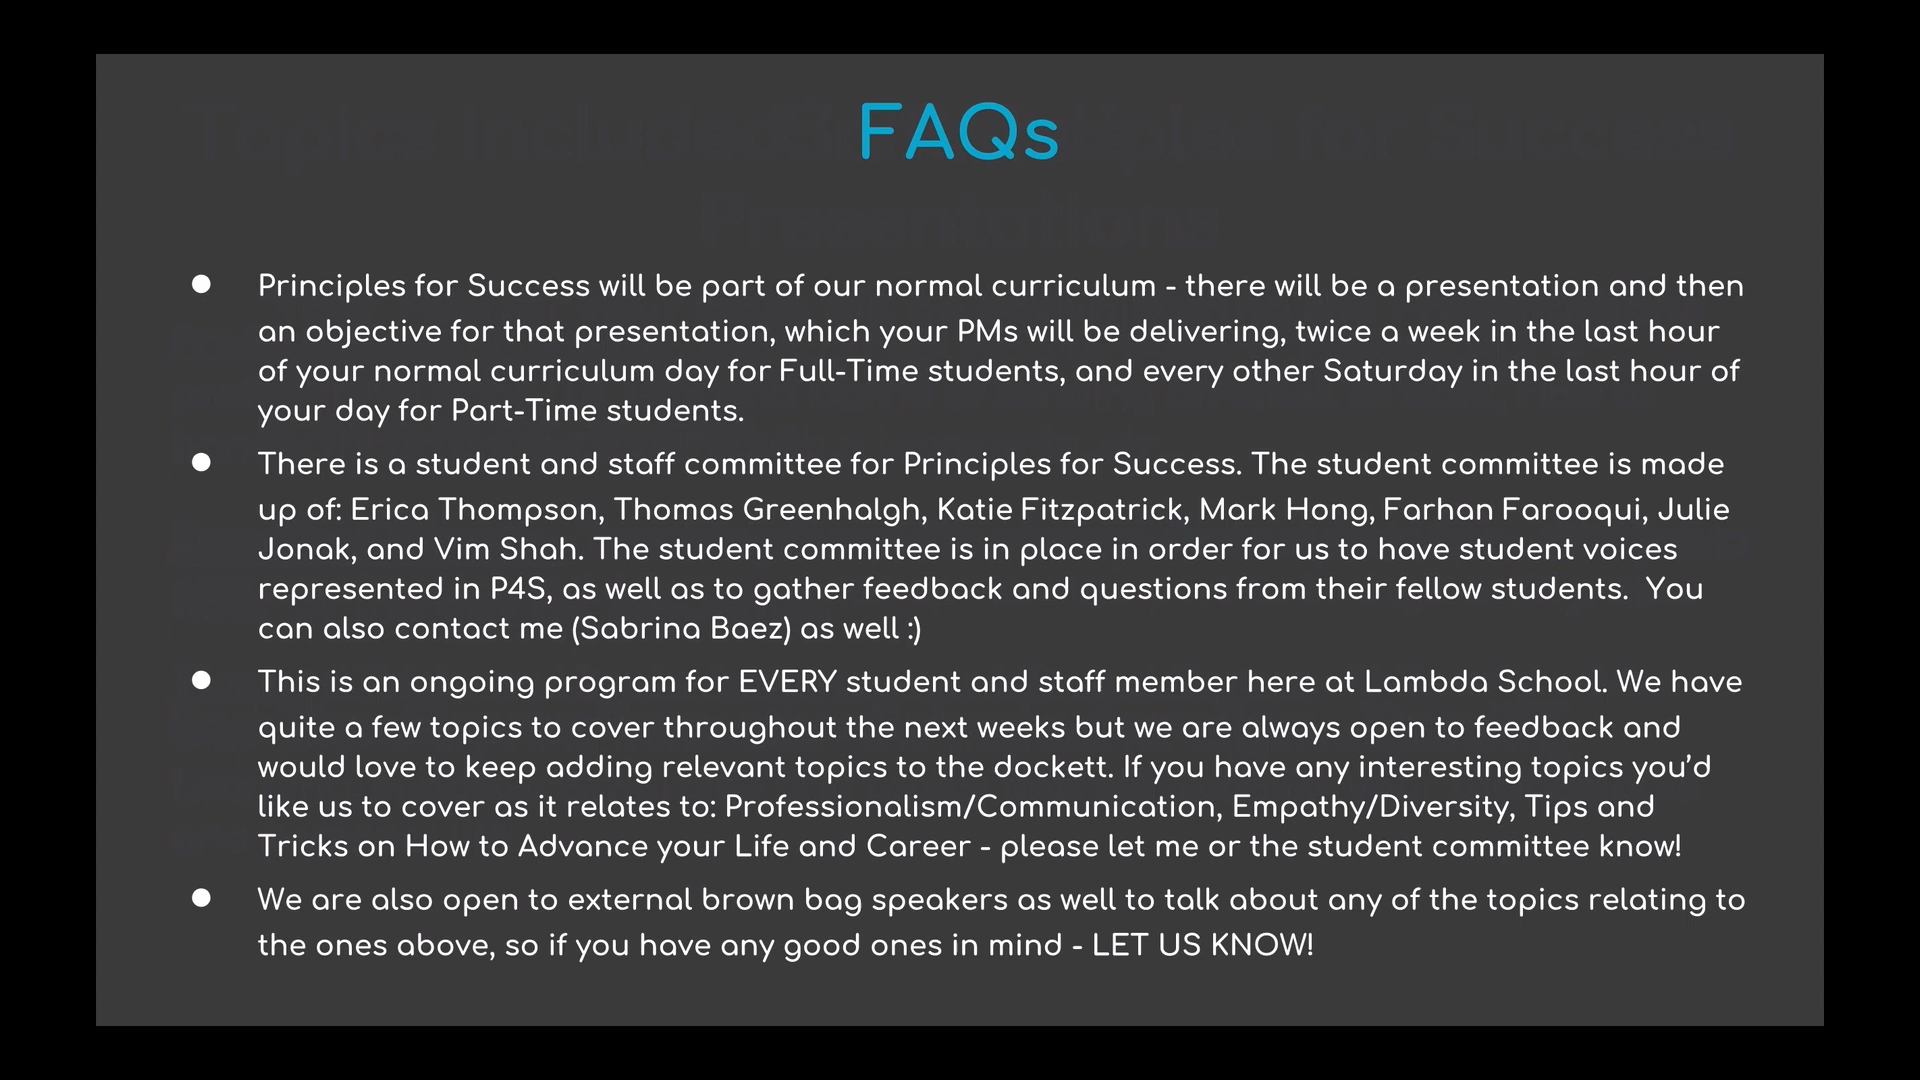 FAQs
● Principles for Success will be part of our normal curriculum - there will be a presentation and then
an objective for that presentation, which your PMs will be delivering, twice a week in the last hour
of your normal curriculum day for Full-Time students, and every other Saturday in the last hour of
your day for Part-Time students.
● There is a student and staff committee for Principles for Success. The student committee is made
up of: Erica Thompson, Thomas Greenhalgh, Katie Fitzpatrick, Mark Hong, Farhan Farooqui, Julie
Jonak, and Vim Shah. The student committee is in place in order for us to have student voices
represented in P4S, as well as to gather feedback and questions from their fellow students.  You
can also contact me (Sabrina Baez) as well :)
● This is an ongoing program for EVERY student and staff member here at Lambda School. We have
quite a few topics to cover throughout the next weeks but we are always open to feedback and
would love to keep adding relevant topics to the dockett. If you have any interesting topics you’d
like us to cover as it relates to: Professionalism/Communication, Empathy/Diversity, Tips and
Tricks on How to Advance your Life and Career - please let me or the student committee know!
● We are also open to external brown bag speakers as well to talk about any of the topics relating to
the ones above, so if you have any good ones in mind - LET US KNOW!